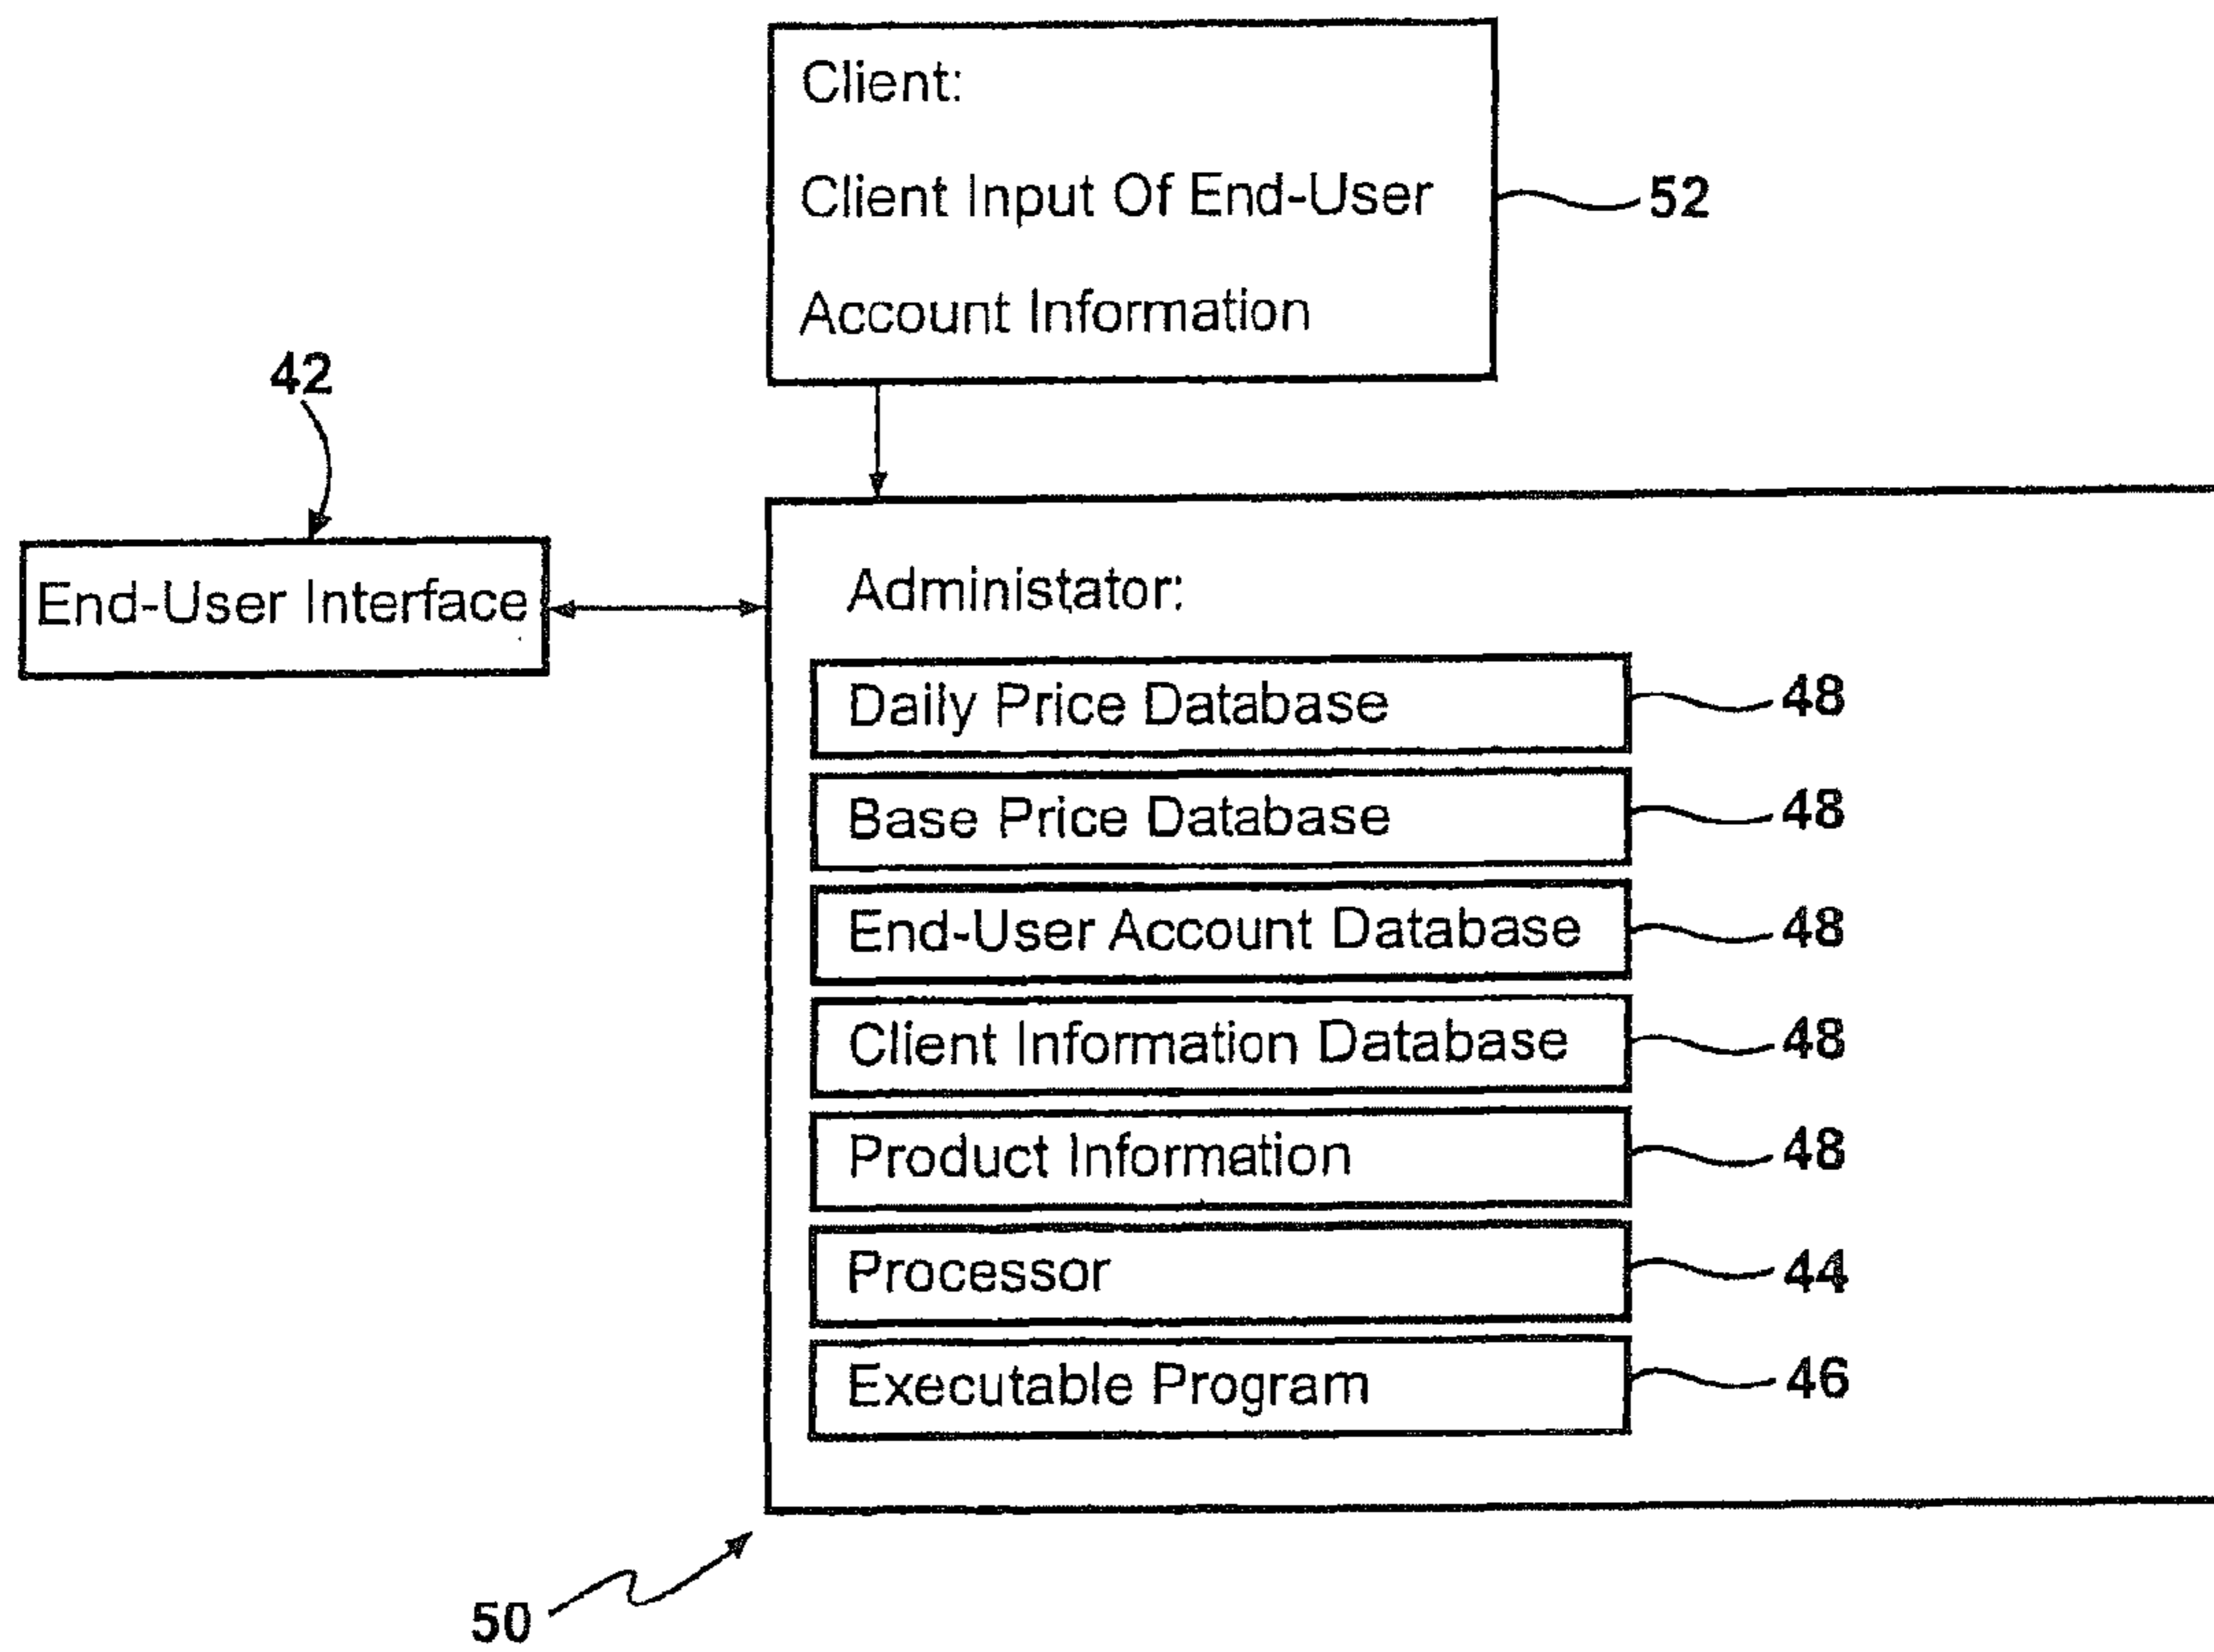 Client:
Client Input Of End-User
Account Information
52
42
End-User Interface
Administator:
Daily Price Database
48
Base Price Database
48
End-User Account Database
48
Client Information Database
48
Product Information
48
Processor
44
Executable Program
46
50